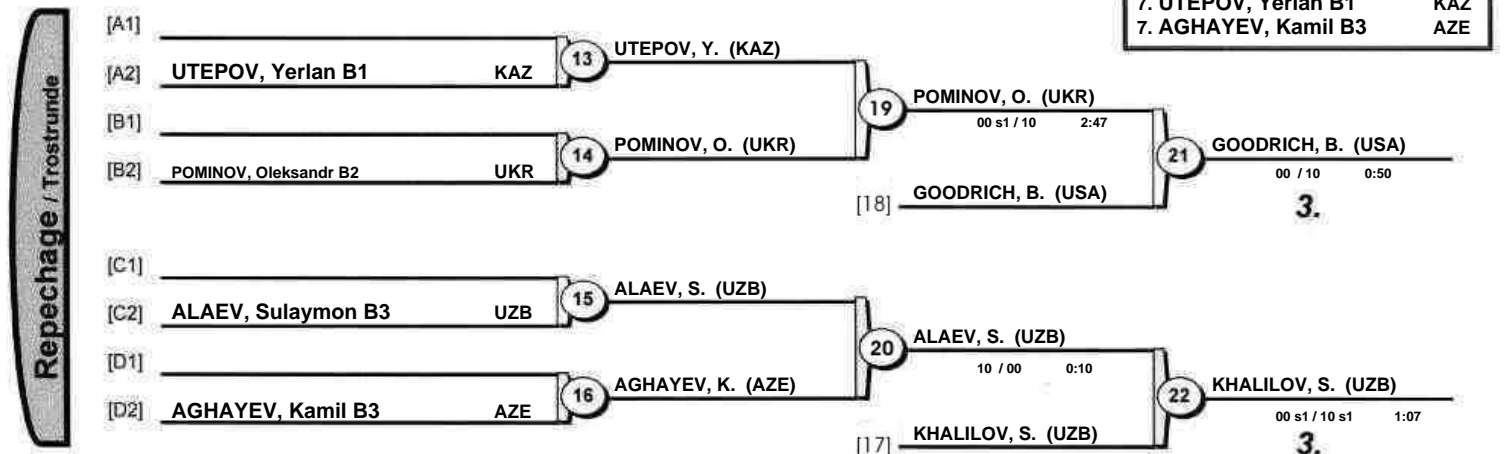 7. UTEPOV, Yerlan B1 KAZ
7. AGHAYEV, Kamil B3 AZE
Repechage / Trostrunde
[A1]
[A2] UTEPOV, Yerlan B1 KAZ
13 UTEPOV, Y. (KAZ)
[B1]
[B2] POMINOV, Oleksandr B2 UKR
14 POMINOV, O. (UKR)
19 POMINOV, O. (UKR)
00 s1 / 10 2:47
[18] GOODRICH, B. (USA)
21 GOODRICH, B. (USA)
00 / 10 0:50
3.
[C1]
[C2] ALAEV, Sulaymon B3 UZB
15 ALAEV, S. (UZB)
[D1]
[D2] AGHAYEV, Kamil B3 AZE
16 AGHAYEV, K. (AZE)
20 ALAEV, S. (UZB)
10 / 00 0:10
[17] KHALILOV, S. (UZB)
22 KHALILOV, S. (UZB)
00 s1 / 10 s1 1:07
3.